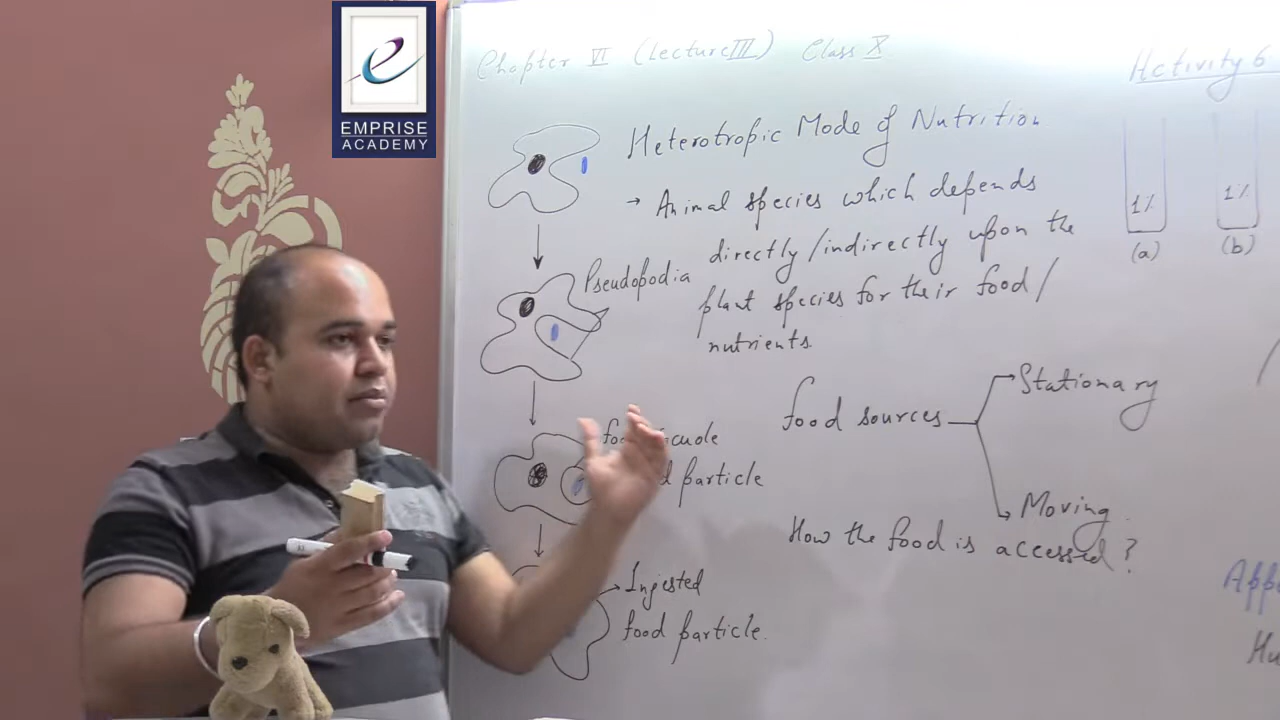 EMPRISE
ACADEMY
Chapter VI (Lecture III) Class X
Activity 6
Heterotropic Mode of Nutrition
→ Animal species which depends
directly/indirectly upon the
plant species for their food/
nutrients
1%
1%
(a)
(b)
Pseudopodia
food sources
Stationary
Moving
particle
How the food is accessed?
Ingested
food particle.